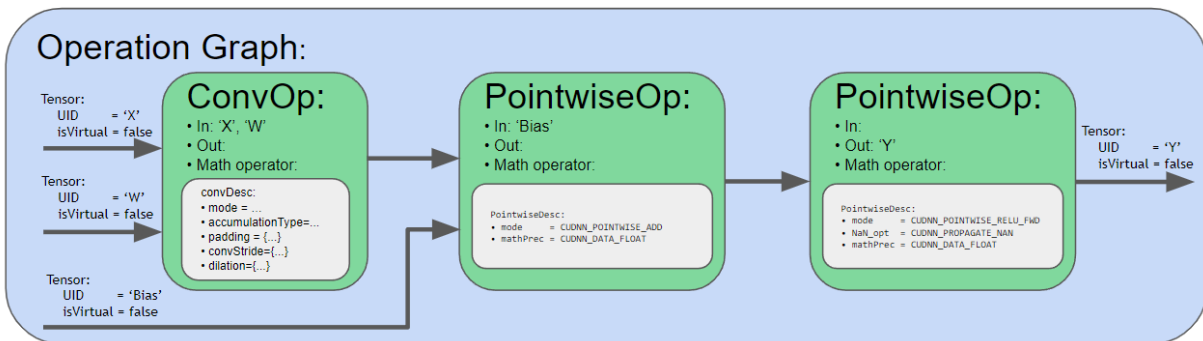 Operation Graph:
Tensor:
UID = ‘X’
isVirtual = false
Tensor:
UID = ‘W’
isVirtual = false
Tensor:
UID = ‘Bias’
isVirtual = false
ConvOp:
• In: ‘X’, ‘W’
• Out:
• Math operator:
convDesc:
• mode = ...
• accumulationType=...
• padding = {...}
• convStride={...}
• dilation={...}
PointwiseOp:
• In: ‘Bias’
• Out:
• Math operator:
PointwiseDesc:
• mode = CUDNN_POINTWISE_ADD
• mathPrec = CUDNN_DATA_FLOAT
PointwiseOp:
• In:
• Out: ‘Y’
• Math operator:
PointwiseDesc:
• mode = CUDNN_POINTWISE_RELU_FWD
• NaN_opt = CUDNN_PROPAGATE_NAN
• mathPrec = CUDNN_DATA_FLOAT
Tensor:
UID = ‘Y’
isVirtual = false